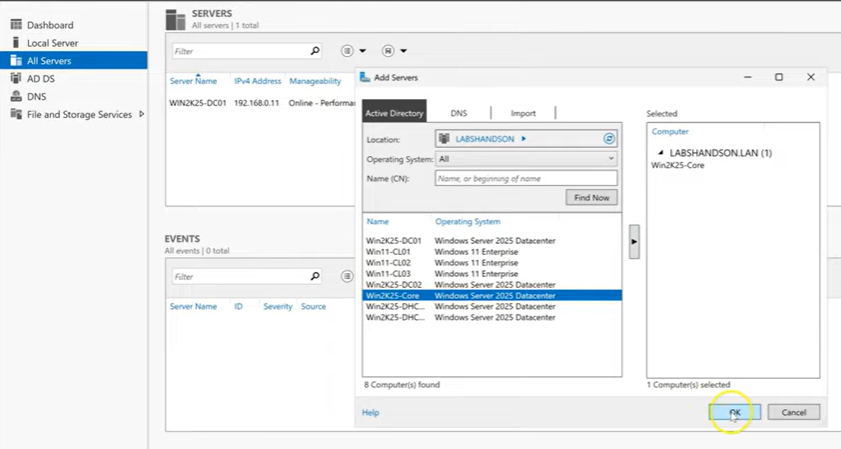 Dashboard
Local Server
All Servers
AD DS
DNS
File and Storage Services
SERVERS
All servers | 1 total
Filter
Server Name IPv4 Address Manageability
WIN2K25-DC01 192.168.0.11 Online - Performa
EVENTS
All events | 0 total
Filter
Server Name ID Severity Source
Add Servers
Active Directory DNS Import
Location: LABSHANDSON
Operating System: All
Name (CN): Name, or beginning of name
Find Now
Name Operating System
Win2K25-DC01 Windows Server 2025 Datacenter
Win11-CL01 Windows 11 Enterprise
Win11-CL02 Windows 11 Enterprise
Win11-CL03 Windows 11 Enterprise
Win2K25-DC02 Windows Server 2025 Datacenter
Win2K25-Core Windows Server 2025 Datacenter
Win2K25-DHC... Windows Server 2025 Datacenter
Win2K25-DHC... Windows Server 2025 Datacenter
8 Computer(s) found
Selected
Computer
LABSHANDSON.LAN (1)
Win2K25-Core
1 Computer(s) selected
Help
OK Cancel